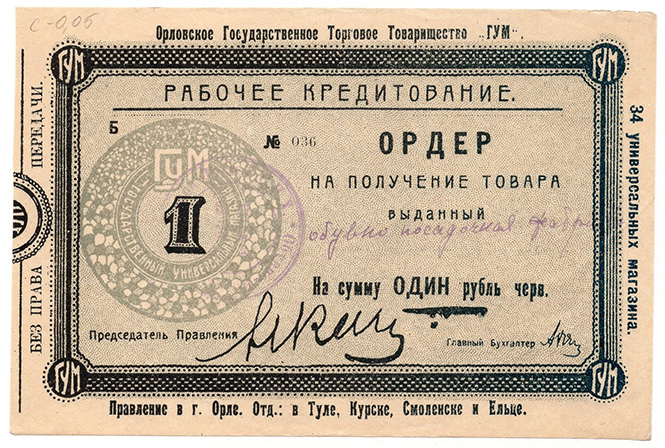 с-0,05
Орловское Государственное Торговое Товарищество „ГУМ".
ГУМ
ГУМ
РАБОЧЕЕ КРЕДИТОВАНИЕ.
БЕЗ ПРАВА ПЕРЕДАЧИ.
34 универсальных магазина.
Б
№ 036
ОРДЕР
ГУМ
ГОСУДАРСТВЕННЫЙ УНИВЕРСАЛЬНЫЙ
1
НА ПОЛУЧЕНИЕ ТОВАРА
ВЫДАННЫЙ
обувно посадочная
На сумму ОДИН рубль черв.
Председатель Правления
Главный Бухгалтер
ГУМ
ГУМ
Правление в г. Орле. Отд.: в Туле, Курске, Смоленске и Ельце.